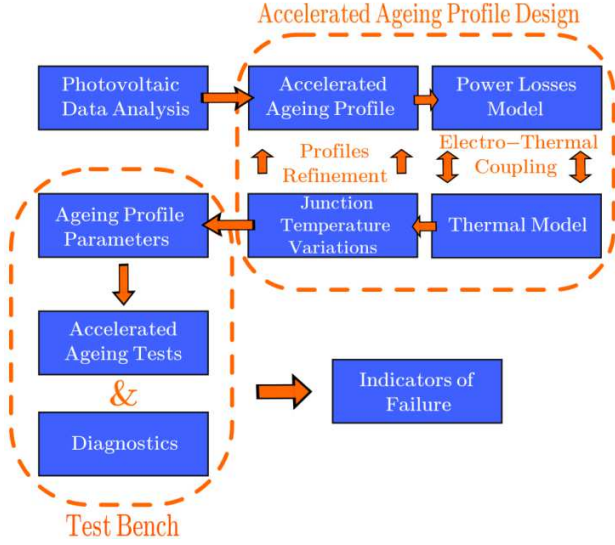 Accelerated Ageing Profile Design
Photovoltaic
Data Analysis
Accelerated
Ageing Profile
Power Losses
Model
Profiles
Refinement
Electro−Thermal
Coupling
Ageing Profile
Parameters
Junction
Temperature
Variations
Thermal Model
Accelerated
Ageing Tests
&
Diagnostics
Indicators of
Failure
Test Bench